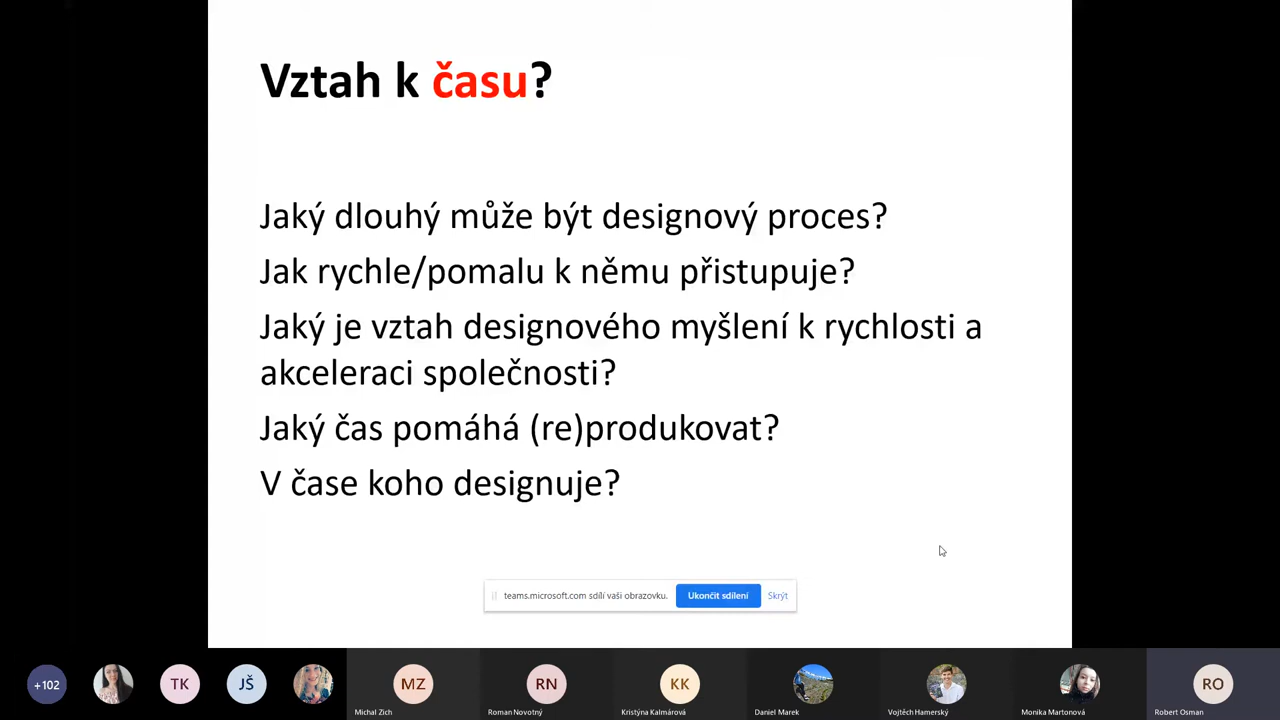 Vztah k času?
Jaký dlouhý může být designový proces?
Jak rychle/pomalu k němu přistupuje?
Jaký je vztah designového myšlení k rychlosti a
akceleraci společnosti?
Jaký čas pomáhá (re)produkovat?
V čase koho designuje?
teams.microsoft.com sdílí vaši obrazovku. Ukončit sdílení Skrýt
+102 TK JŠ MZ RN KK RO
Michal Zich Roman Novotný Kristýna Kalmárová Daniel Marek Vojtěch Hamerský Monika Martonová Robert Osman